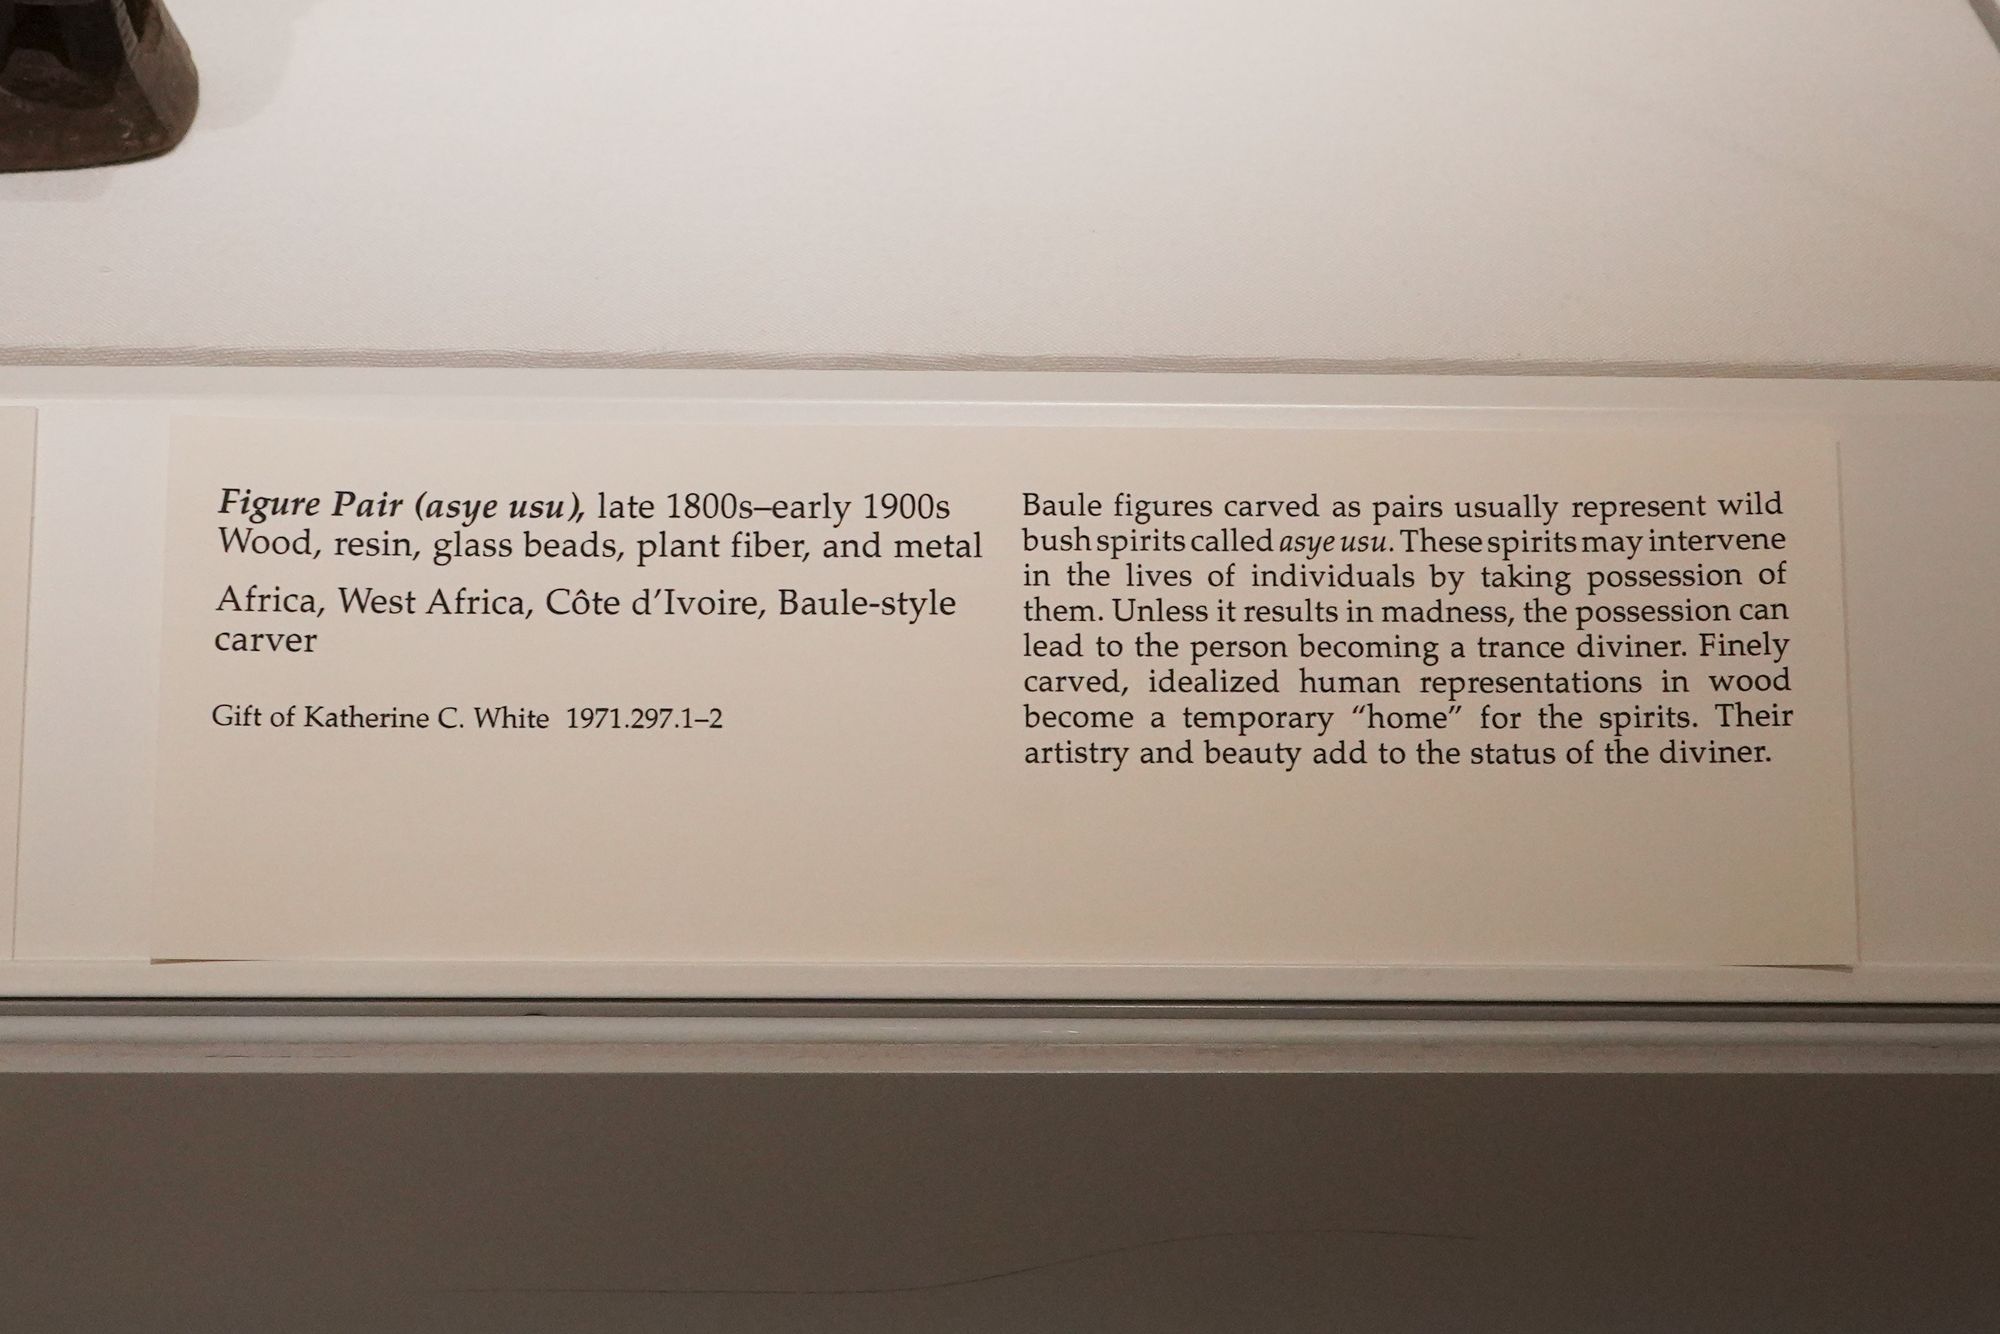 Figure Pair (asye usu), late 1800s–early 1900s
Wood, resin, glass beads, plant fiber, and metal
Africa, West Africa, Côte d'Ivoire, Baule-style
carver
Gift of Katherine C. White 1971.297.1–2
Baule figures carved as pairs usually represent wild
bush spirits called asye usu. These spirits may intervene
in the lives of individuals by taking possession of
them. Unless it results in madness, the possession can
lead to the person becoming a trance diviner. Finely
carved, idealized human representations in wood
become a temporary “home” for the spirits. Their
artistry and beauty add to the status of the diviner.